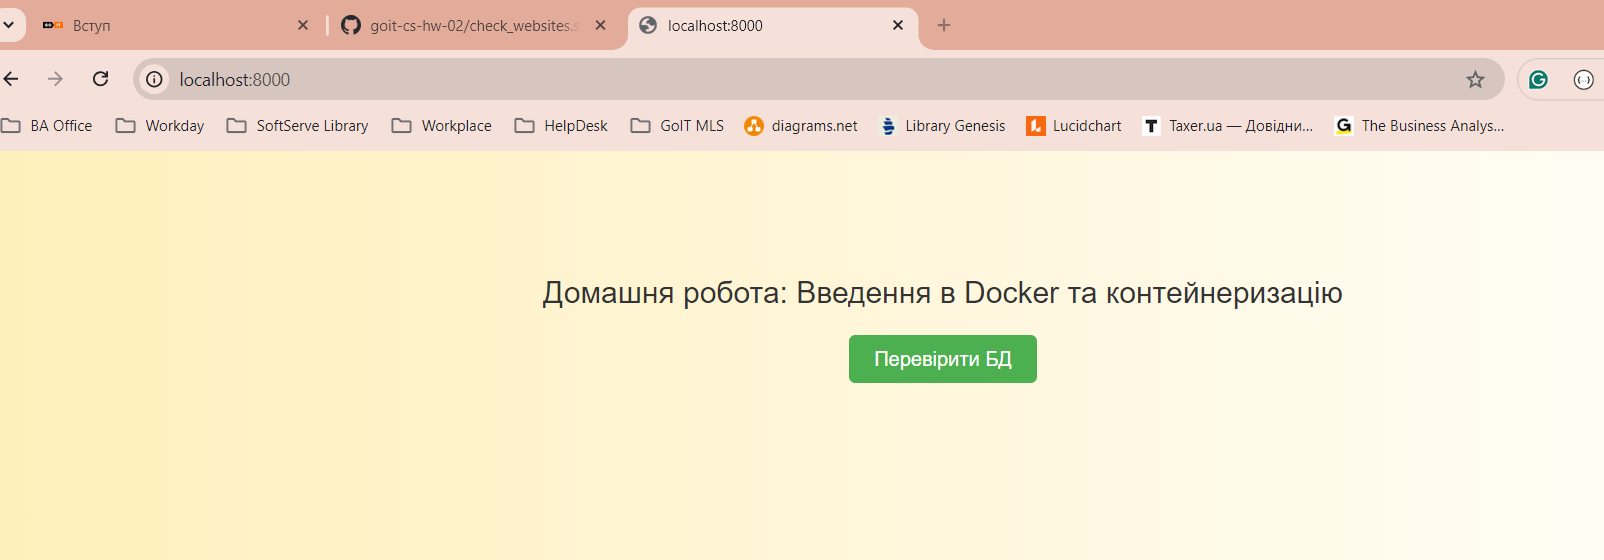 Вступ
goit-cs-hw-02/check_websites.s
localhost:8000
localhost:8000
BA Office
Workday
SoftServe Library
Workplace
HelpDesk
GoIT MLS
diagrams.net
Library Genesis
Lucidchart
Taxer.ua — Довідни...
The Business Analys...
Домашня робота: Введення в Docker та контейнеризацію
Перевірити БД